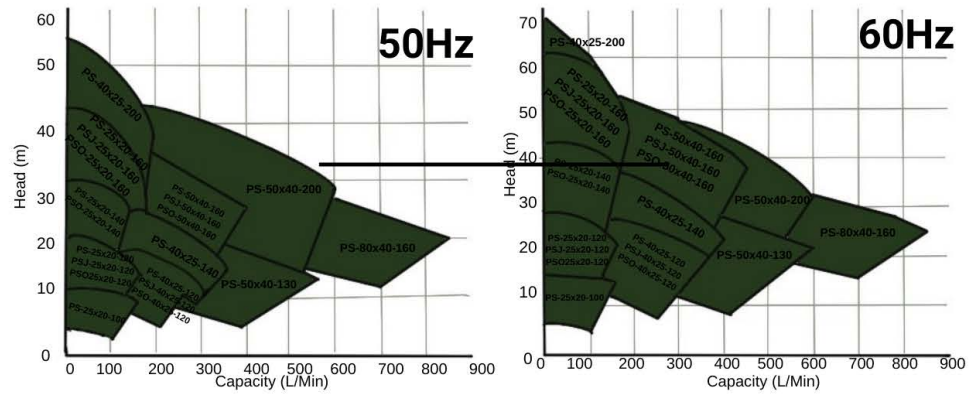 50Hz
60
50
40
30
20
10
0
Head (m)
PS-40x25-200
PS-25x20-160
PSJ-25x20-160
PSO-25x20-160
PS-25x20-140
PSO-25x20-140
PS-25x20-120
PSJ-25x20-120
PSO25x20-120
PS-25x20-100
PS-50x40-200
PS-50x40-160
PSJ-50x40-160
PSO-50x40-160
PS-40x25-140
PS-40x25-120
PSJ-40x25-120
PSO-40x25-120
PS-50x40-130
PS-80x40-160
0 100 200 300 400 500 600 700 800 900
Capacity (L/Min)
60Hz
70
60
50
40
30
20
10
0
Head (m)
PS-40x25-200
PS-25x20-160
PSJ-25x20-160
PSO-25x20-160
PS-25x20-140
PSO-25x20-140
PS-25x20-120
PSJ-25x20-120
PSO25x20-120
PS-25x20-100
PS-50x40-160
PSJ-50x40-160
PSO-50x40-160
PS-40x25-140
PS-40x25-120
PSJ-40x25-120
PSO-40x25-120
PS-50x40-200
PS-50x40-130
PS-80x40-160
0 100 200 300 400 500 600 700 800 900
Capacity (L/Min)